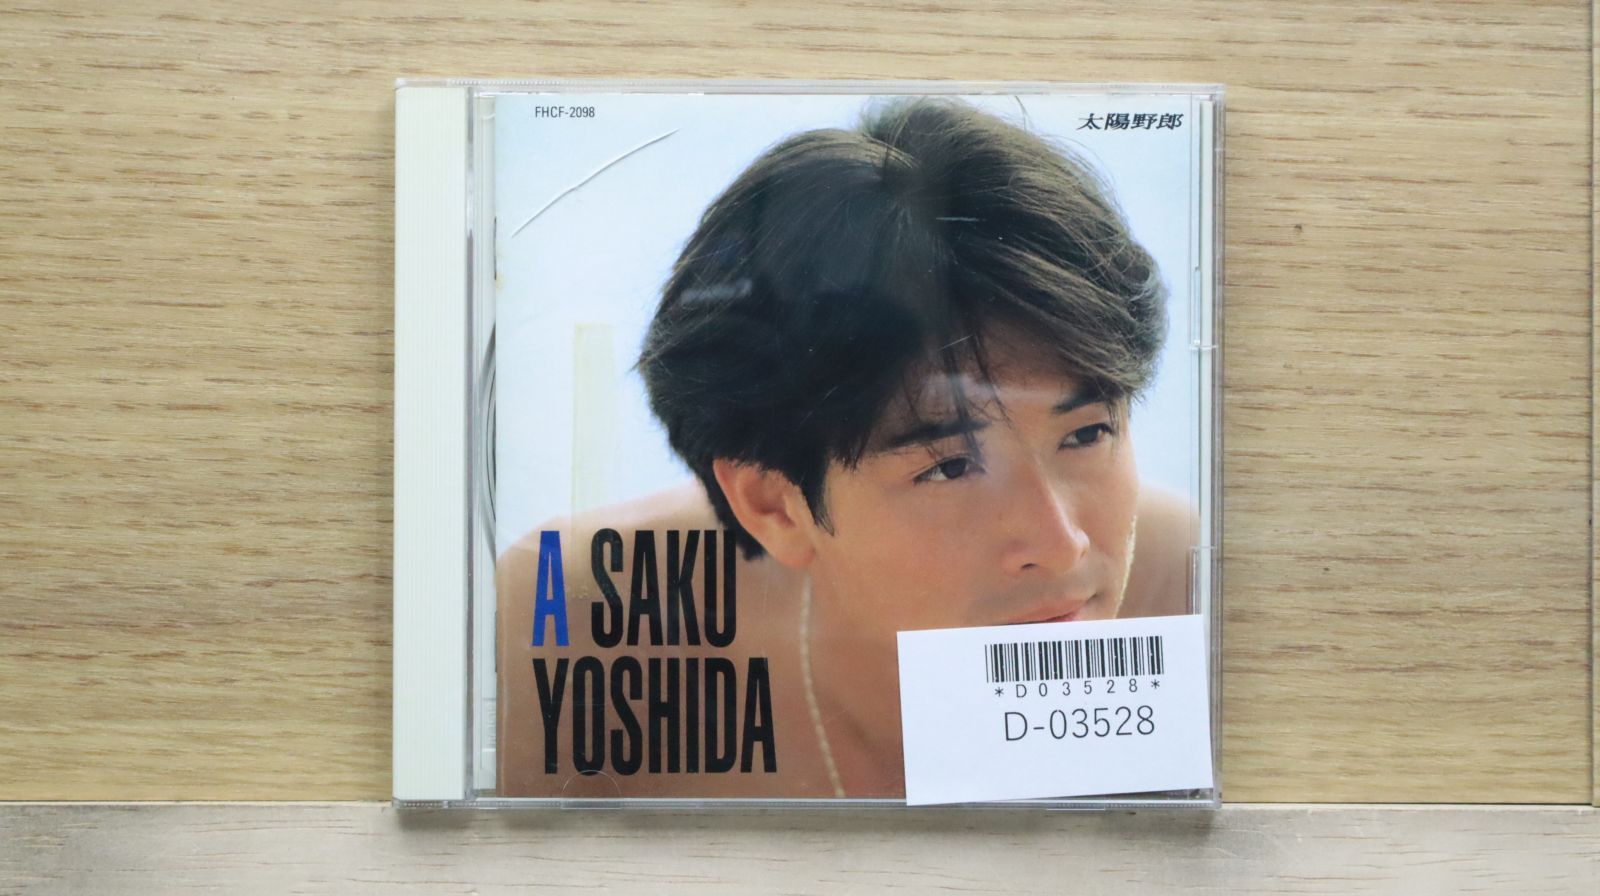 FHCF-2098
太陽野郎
A SAKU
YOSHIDA
*D03528*
D-03528